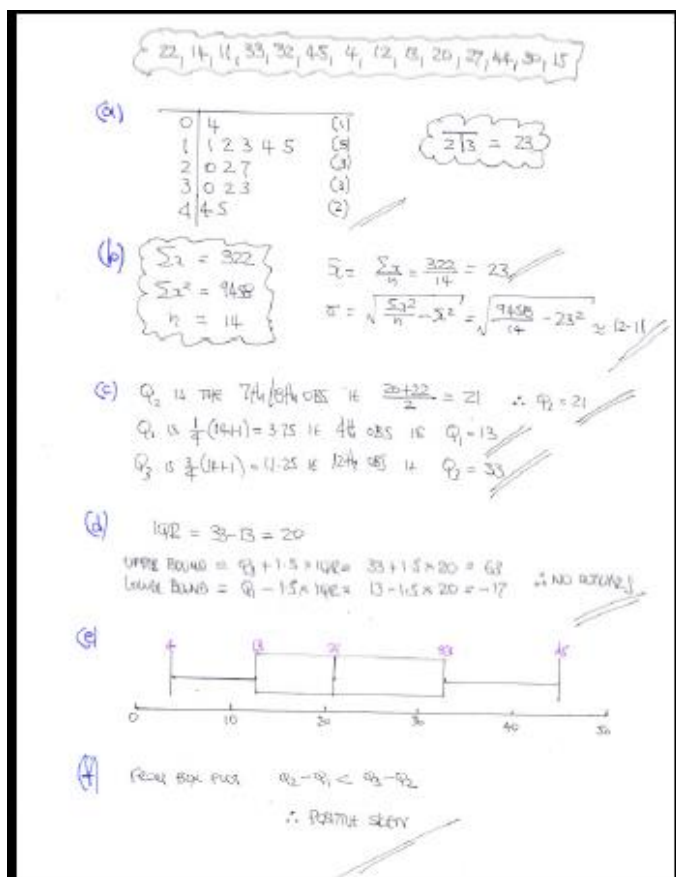 22, 14, 11, 33, 32, 45, 4, 12, 13, 20, 27, 44, 30, 15
(a)
0 | 4 (1)
1 | 1 2 3 4 5 (5)
2 | 0 2 7 (3)
3 | 0 2 3 (3)
4 | 4 5 (2)
2|3 = 23
(b)
Σx = 322
Σx² = 9458
n = 14
x̄ = Σx/n = 322/14 = 23
σ = √(Σx²/n - x̄²) = √(9458/14 - 23²) ≈ 12.11
(c) Q₂ IS THE 7th/8th OBS IE (20+22)/2 = 21 ∴ Q₂ = 21
Q₁ IS ¼(14+1) = 3.75 IE 4th OBS IE Q₁ = 13
Q₃ IS ¾(14+1) = 11.25 IE 12th OBS IE Q₃ = 33
(d) IQR = 33-13 = 20
UPPER BOUND = Q₃ + 1.5 × IQR = 33 + 1.5 × 20 = 63
LOWER BOUND = Q₁ - 1.5 × IQR = 13 - 1.5 × 20 = -17 ∴ NO OUTLIERS
(e)
4 13 21 33 45
0 10 20 30 40 50
(f) FROM BOX PLOT Q₂-Q₁ < Q₃-Q₂
∴ POSITIVE SKEW